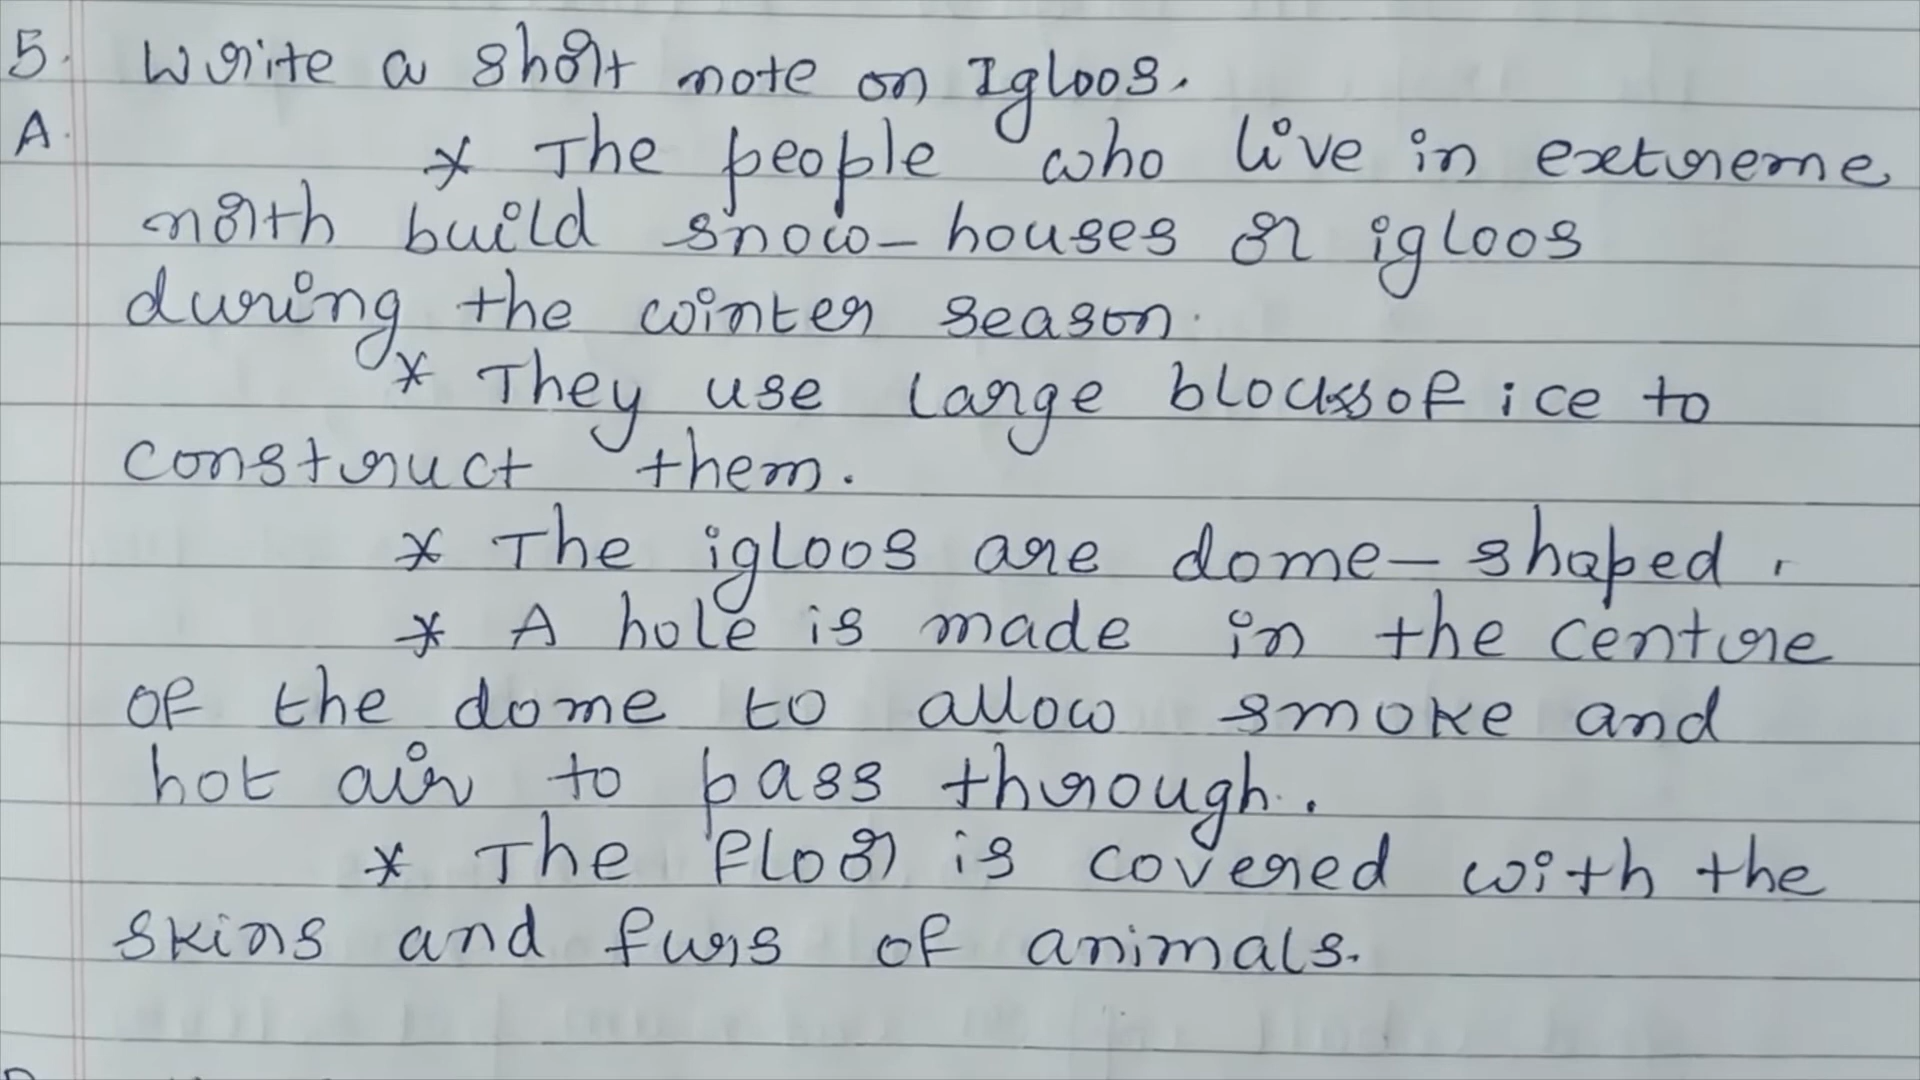 5. Write a short note on Igloos.
A.
* The people who live in extreme
north build snow-houses or igloos
during the winter season.
* They use large blocks of ice to
construct them.
* The igloos are dome-shaped.
* A hole is made in the centre
of the dome to allow smoke and
hot air to pass through.
* The floor is covered with the
skins and furs of animals.